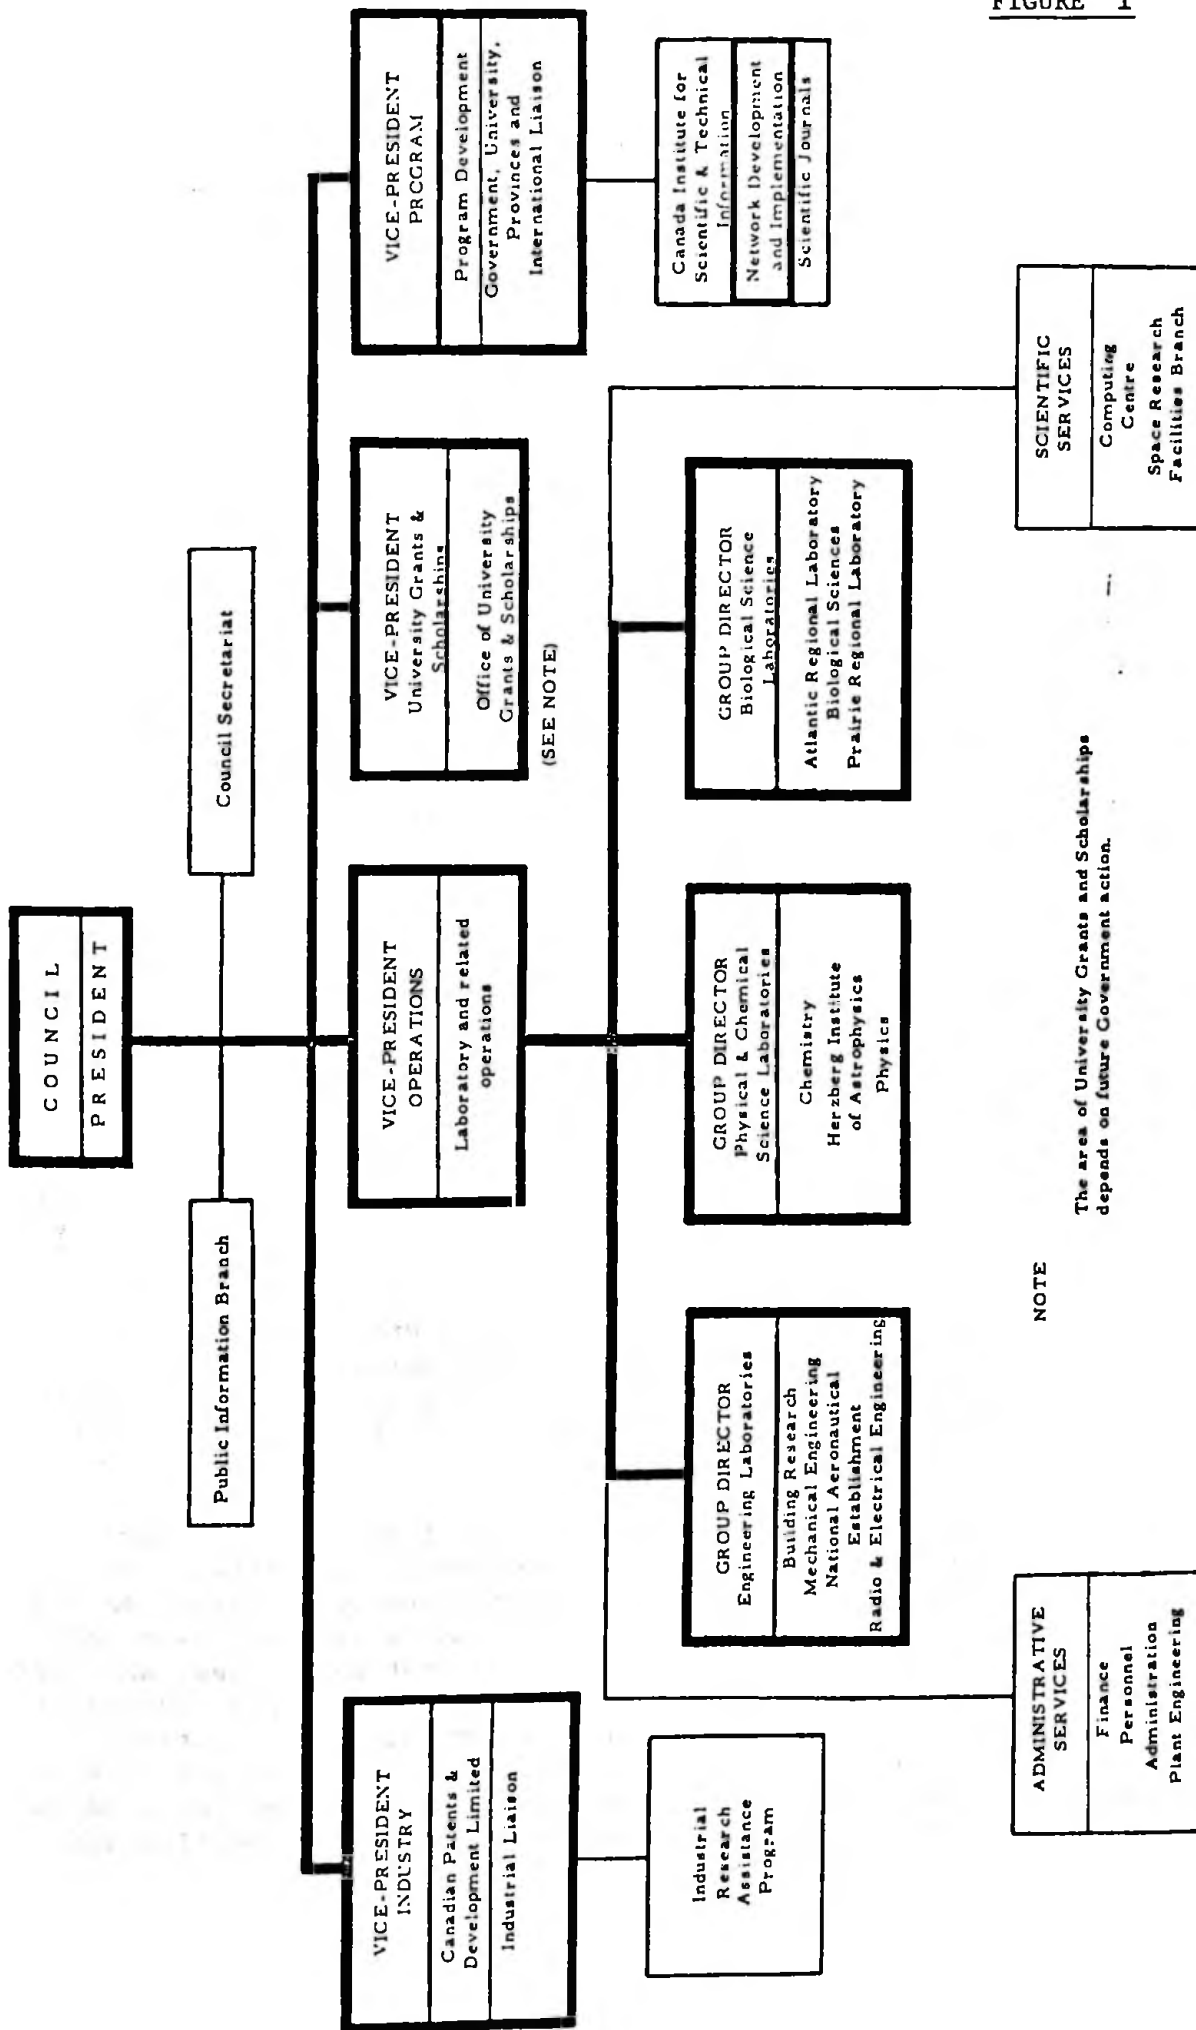 FIGURE 1
COUNCIL
PRESIDENT
Public Information Branch
Council Secretariat
VICE-PRESIDENT
INDUSTRY
Canadian Patents &
Development Limited
Industrial Liaison
VICE-PRESIDENT
OPERATIONS
Laboratory and related
operations
VICE-PRESIDENT
University Grants &
Scholarships
Office of University
Grants & Scholarships
(SEE NOTE)
VICE-PRESIDENT
PROGRAM
Program Development
Government, University,
Provinces and
International Liaison
Industrial
Research
Assistance
Program
GROUP DIRECTOR
Engineering Laboratories
Building Research
Mechanical Engineering
National Aeronautical
Establishment
Radio & Electrical Engineering
GROUP DIRECTOR
Physical & Chemical
Science Laboratories
Chemistry
Herzberg Institute
of Astrophysics
Physics
GROUP DIRECTOR
Biological Science
Laboratories
Atlantic Regional Laboratory
Biological Sciences
Prairie Regional Laboratory
Canada Institute for
Scientific & Technical
Information
Network Development
and Implementation
Scientific Journals
ADMINISTRATIVE
SERVICES
Finance
Personnel
Administration
Plant Engineering
SCIENTIFIC
SERVICES
Computing
Centre
Space Research
Facilities Branch
NOTE
The area of University Grants and Scholarships
depends on future Government action.